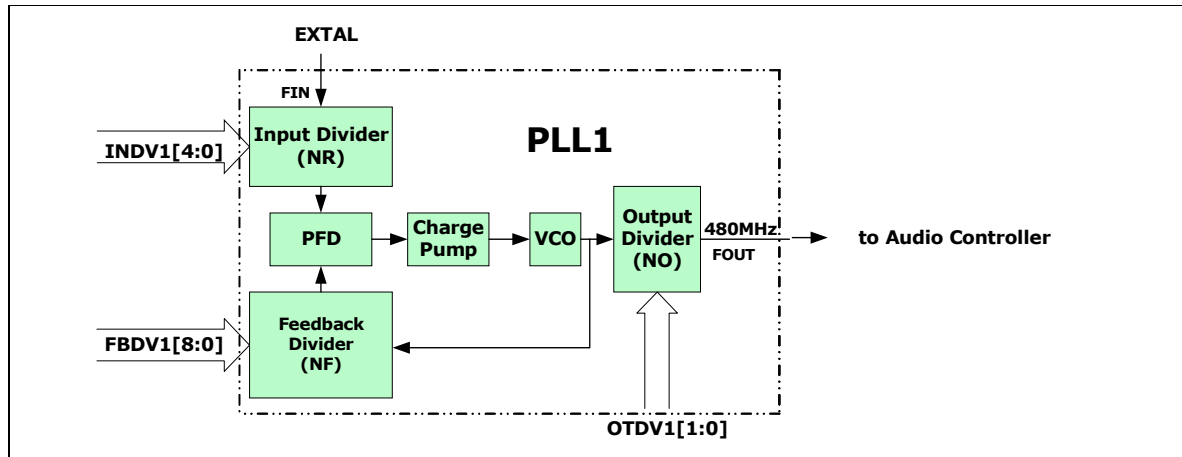 EXTAL
FIN
Input Divider
(NR)
INDV1[4:0]
PLL1
PFD
Charge
Pump
VCO
Output
Divider
(NO)
480MHz
FOUT
to Audio Controller
Feedback
Divider
(NF)
FBDV1[8:0]
OTDV1[1:0]